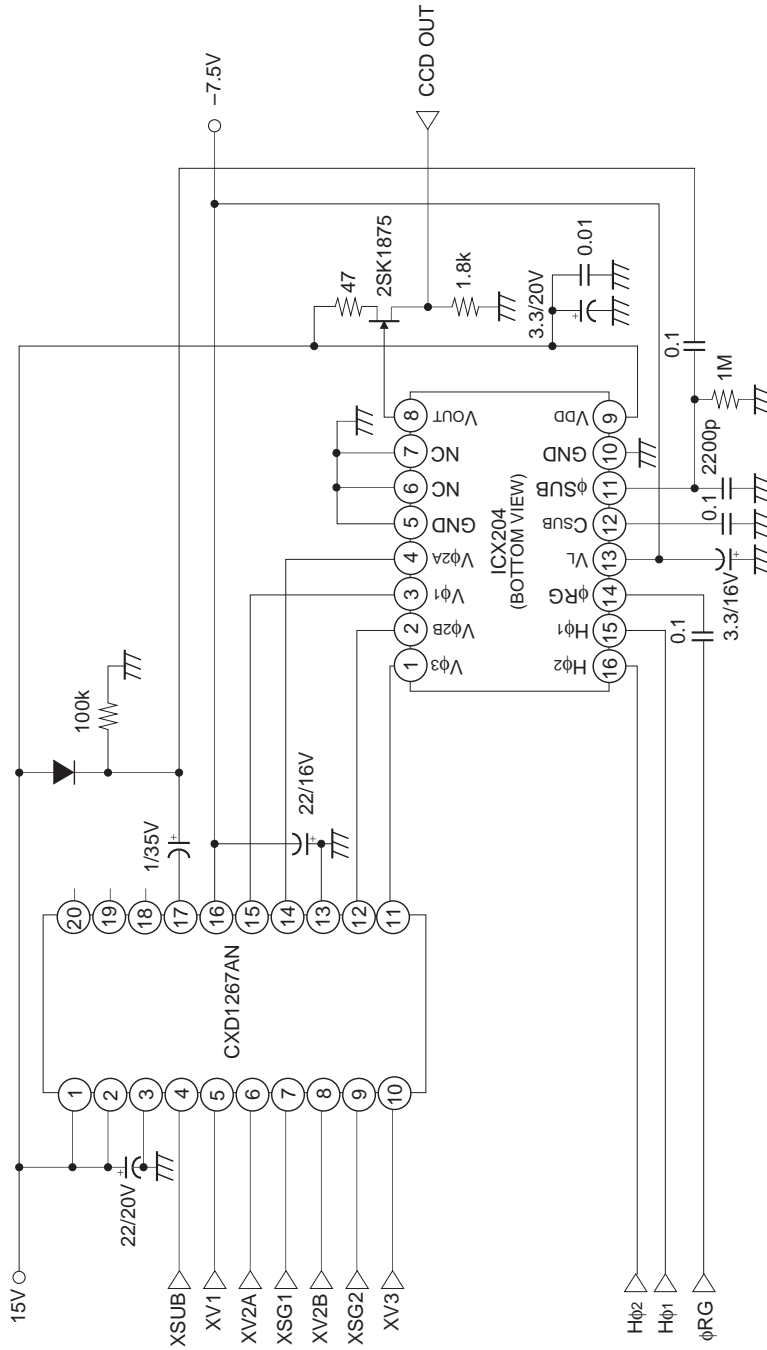 15V
−7.5V
CCD OUT
100k
47
2SK1875
1.8k
3.3/20V
0.01
1/35V
22/16V
22/20V
CXD1267AN
1
2
3
4
5
6
7
8
9
10
20
19
18
17
16
15
14
13
12
11
XSUB
XV1
XV2A
XSG1
XV2B
XSG2
XV3
ICX204
(BOTTOM VIEW)
1 Vϕ3
2 Vϕ2B
3 Vϕ1
4 Vϕ2A
5 GND
6 NC
7 NC
8 VOUT
16 Hϕ2
15 Hϕ1
14 ϕRG
13 VL
12 CSUB
11 ϕSUB
10 GND
9 VDD
0.1
3.3/16V
0.1
2200p
1M
0.1
Hϕ2
Hϕ1
ϕRG